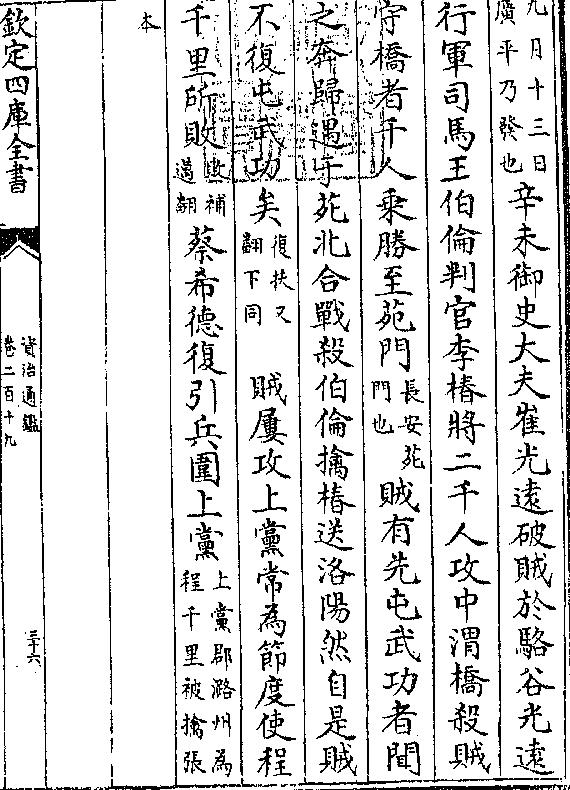 九月十三日
廣平乃發也
辛未御史大夫崔光遠破賊於駱谷光遠
行軍司馬王伯倫判官李椿將二千人攻中渭橋殺賊
守橋者千人乘勝至苑門
長安苑
門也
賊有先屯武功者聞
之奔歸遇于苑北合戰殺伯倫擒椿送洛陽然自是賊
不復屯武功矣
復扶又
翻下同
賊屢攻上黨常為節度使程
千里所敗
敗補
邁翻
蔡希德復引兵圍上黨
上黨郡潞州為
程千里被擒張
本
欽定四庫全書
資治通鑑
卷二百十九
三十六